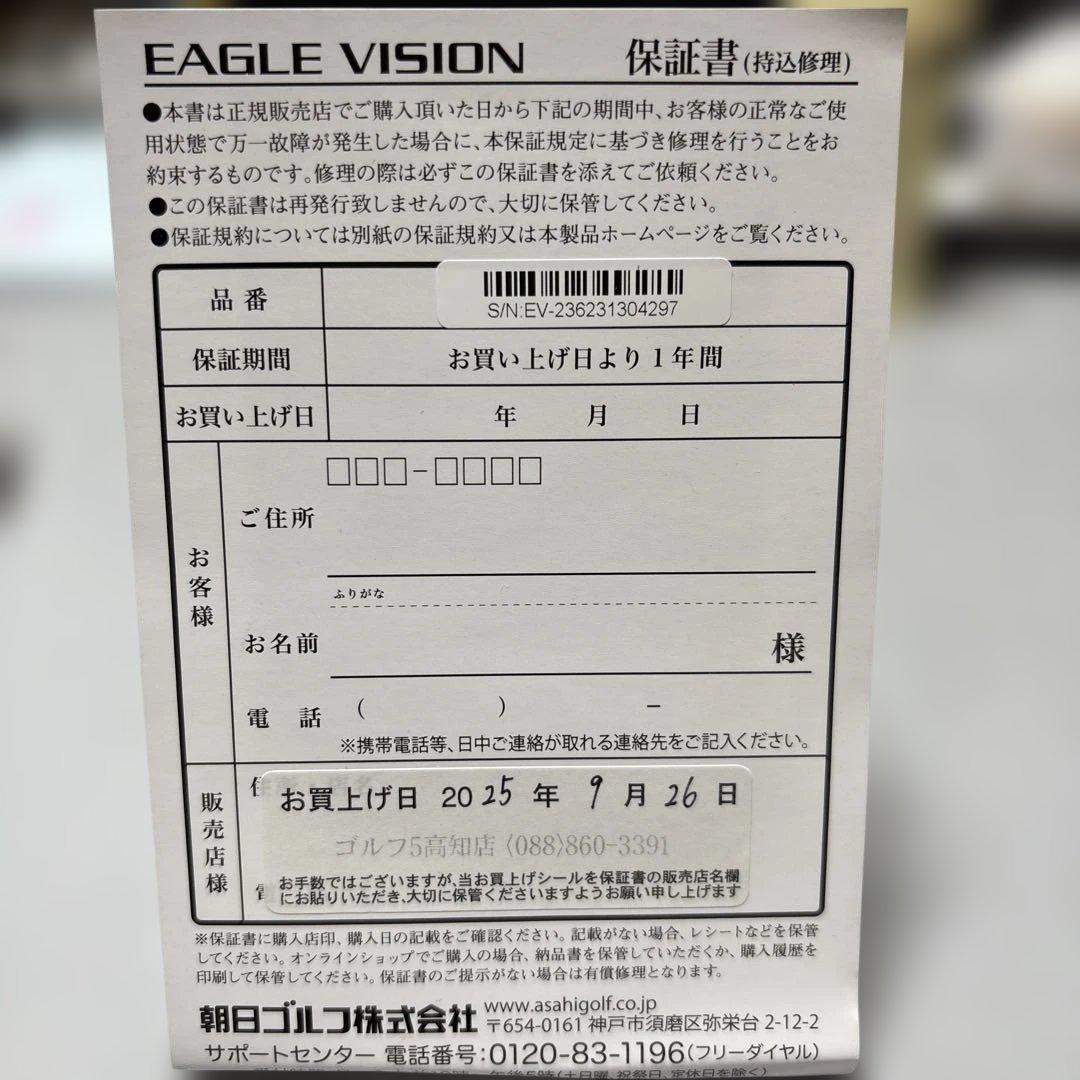 EAGLE VISION 保証書(持込修理)
●本書は正規販売店でご購入頂いた日から下記の期間中、お客様の正常なご使
用状態で万一故障が発生した場合に、本保証規定に基づき修理を行うことをお
約束するものです。修理の際は必ずこの保証書を添えてご依頼ください。
●この保証書は再発行致しませんので、大切に保管してください。
●保証規約については別紙の保証規約又は本製品ホームページをご覧ください。
品番
S/N:EV-236231304297
保証期間 お買い上げ日より1年間
お買い上げ日 年 月 日
お客様
□□□-□□□□
ご住所
ふりがな
お名前 様
電 話 ( ) －
※携帯電話等、日中ご連絡が取れる連絡先をご記入ください。
販売店様
お買上げ日 2025年 9月 26日
ゴルフ5高知店 (088)860-3391
お手数ではございますが、当お買上げシールを保証書の販売店名欄
にお貼りいただき、大切に保管くださいますようお願い申し上げます
※保証書に購入店印、購入日の記載をご確認ください。記載がない場合、レシートなどを保管
してください。オンラインショップでご購入の場合、納品書を保管していただくか、購入履歴を
印刷して保管してください。保証書のご提示がない場合は有償修理となります。
朝日ゴルフ株式会社 www.asahigolf.co.jp
〒654-0161 神戸市須磨区弥栄台 2-12-2
サポートセンター 電話番号:0120-83-1196(フリーダイヤル)